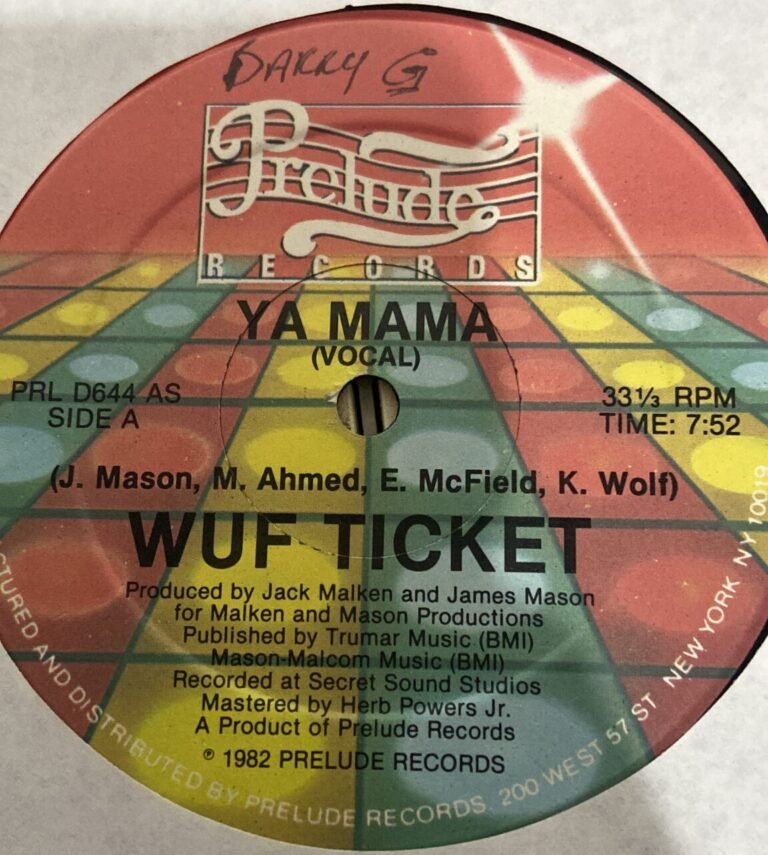 BARRY G
Prelude
RECORDS
YA MAMA
(VOCAL)
PRL D644 AS
SIDE A
33⅓ RPM
TIME: 7:52
(J. Mason, M. Ahmed, E. McField, K. Wolf)
WUF TICKET
Produced by Jack Malken and James Mason
for Malken and Mason Productions
Published by Trumar Music (BMI)
Mason-Malcom Music (BMI)
Recorded at Secret Sound Studios
Mastered by Herb Powers Jr.
A Product of Prelude Records
℗ 1982 PRELUDE RECORDS
CTURED AND DISTRIBUTED BY PRELUDE RECORDS. 200 WEST 57 ST NEW YORK NY 10019